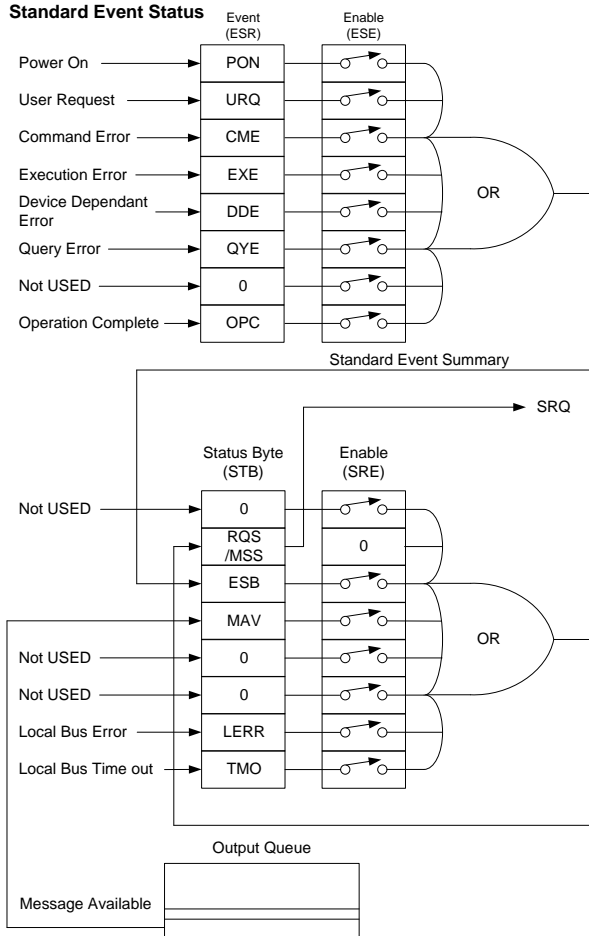 Standard Event Status
Event
(ESR)
Enable
(ESE)
Power On
PON
User Request
URQ
Command Error
CME
Execution Error
EXE
Device Dependant
Error
DDE
Query Error
QYE
Not USED
0
Operation Complete
OPC
OR
Standard Event Summary
SRQ
Status Byte
(STB)
Enable
(SRE)
Not USED
0
RQS
/MSS
0
ESB
MAV
Not USED
0
Not USED
0
Local Bus Error
LERR
Local Bus Time out
TMO
OR
Output Queue
Message Available